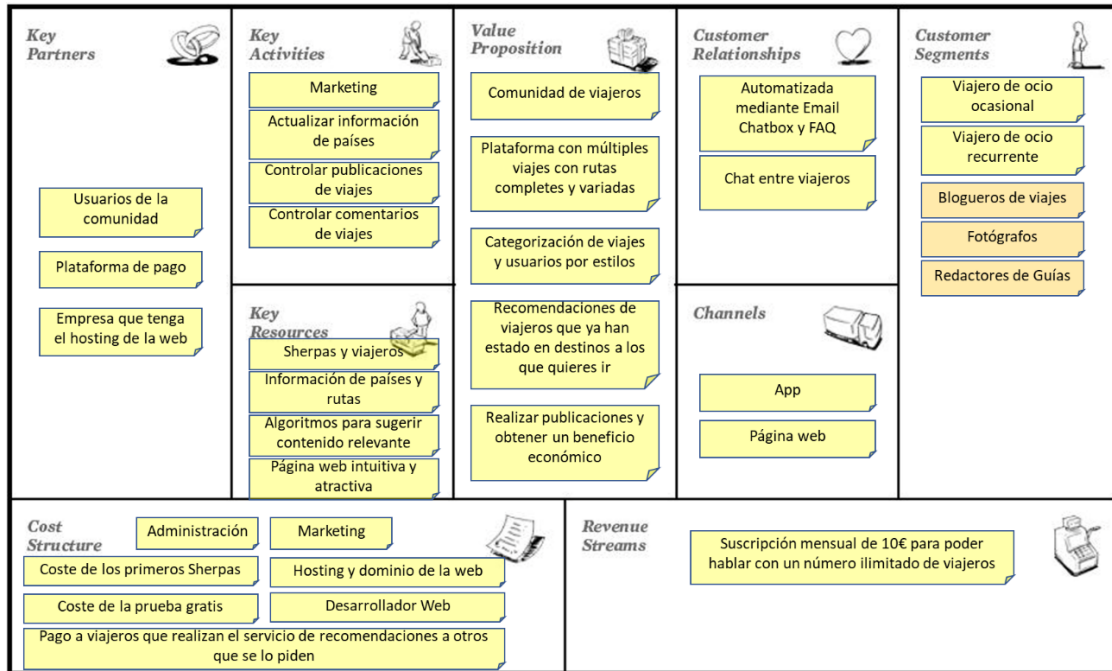 Key
Partners
Usuarios de la
comunidad
Plataforma de pago
Empresa que tenga
el hosting de la web
Key
Activities
Marketing
Actualizar información
de países
Controlar publicaciones
de viajes
Controlar comentarios
de viajes
Key
Resources
Sherpas y viajeros
Información de países y
rutas
Algoritmos para sugerir
contenido relevante
Página web intuitiva y
atractiva
Value
Proposition
Comunidad de viajeros
Plataforma con múltiples
viajes con rutas
completes y variadas
Categorización de viajes
y usuarios por estilos
Recomendaciones de
viajeros que ya han
estado en destinos a los
que quieres ir
Realizar publicaciones y
obtener un beneficio
económico
Customer
Relationships
Automatizada
mediante Email
Chatbox y FAQ
Chat entre viajeros
Channels
App
Página web
Customer
Segments
Viajero de ocio
ocasional
Viajero de ocio
recurrente
Blogueros de viajes
Fotógrafos
Redactores de Guías
Cost
Structure
Administración
Marketing
Coste de los primeros Sherpas
Hosting y dominio de la web
Coste de la prueba gratis
Desarrollador Web
Pago a viajeros que realizan el servicio de recomendaciones a otros
que se lo piden
Revenue
Streams
Suscripción mensual de 10€ para poder
hablar con un número ilimitado de viajeros